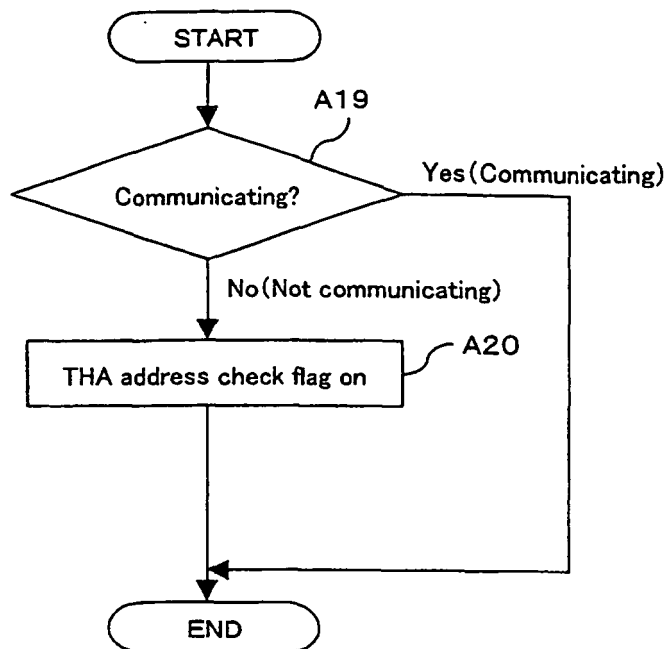 START
A19
Communicating?
Yes(Communicating)
No(Not communicating)
A20
THA address check flag on
END